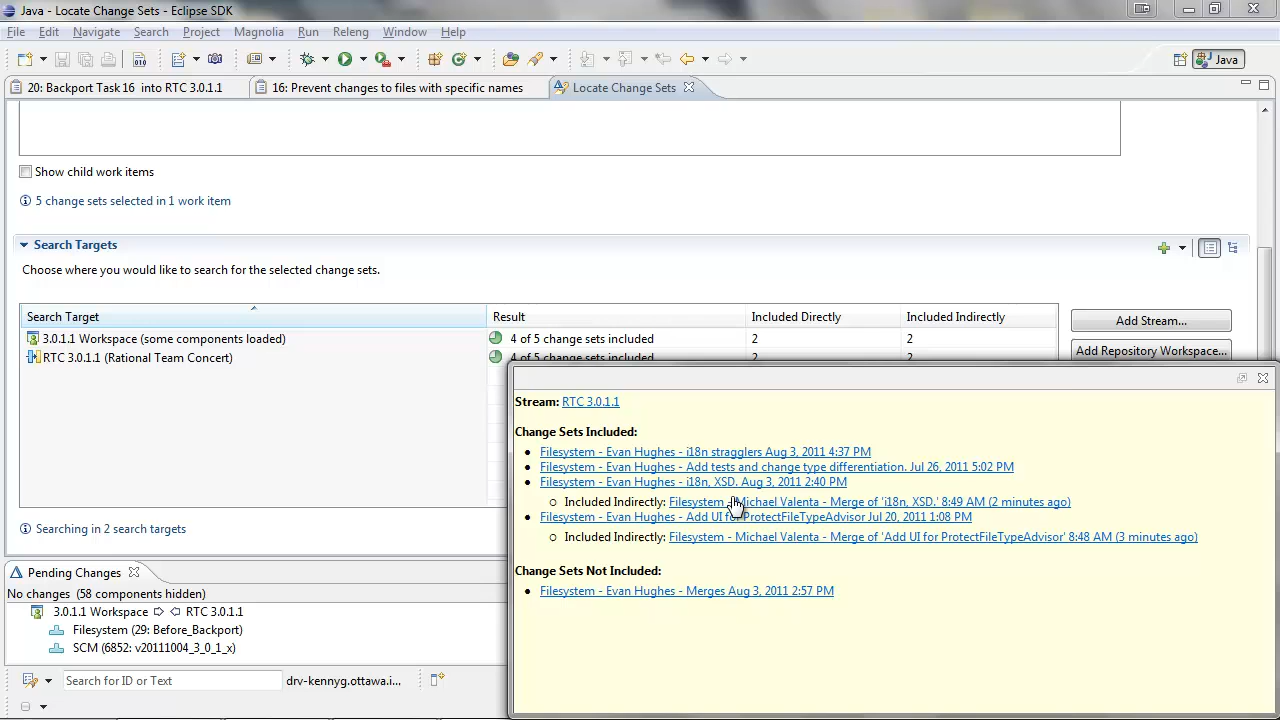 Java - Locate Change Sets - Eclipse SDK
File Edit Navigate Search Project Magnolia Run Releng Window Help
Java
20: Backport Task 16 into RTC 3.0.1.1 16: Prevent changes to files with specific names Locate Change Sets
Show child work items
5 change sets selected in 1 work item
Search Targets
Choose where you would like to search for the selected change sets.
Search Target Result Included Directly Included Indirectly
3.0.1.1 Workspace (some components loaded) 4 of 5 change sets included 2 2
RTC 3.0.1.1 (Rational Team Concert) 4 of 5 change sets included 2 2
Add Stream...
Add Repository Workspace...
Stream: RTC 3.0.1.1
Change Sets Included:
Filesystem - Evan Hughes - i18n stragglers Aug 3, 2011 4:37 PM
Filesystem - Evan Hughes - Add tests and change type differentiation. Jul 26, 2011 5:02 PM
Filesystem - Evan Hughes - i18n, XSD. Aug 3, 2011 2:40 PM
Included Indirectly: Filesystem - Michael Valenta - Merge of 'i18n, XSD.' 8:49 AM (2 minutes ago)
Filesystem - Evan Hughes - Add UI for ProtectFileTypeAdvisor Jul 20, 2011 1:08 PM
Included Indirectly: Filesystem - Michael Valenta - Merge of 'Add UI for ProtectFileTypeAdvisor' 8:48 AM (3 minutes ago)
Change Sets Not Included:
Filesystem - Evan Hughes - Merges Aug 3, 2011 2:57 PM
Searching in 2 search targets
Pending Changes
No changes (58 components hidden)
3.0.1.1 Workspace RTC 3.0.1.1
Filesystem (29: Before_Backport)
SCM (6852: v20111004_3_0_1_x)
Search for ID or Text drv-kennyg.ottawa.i...